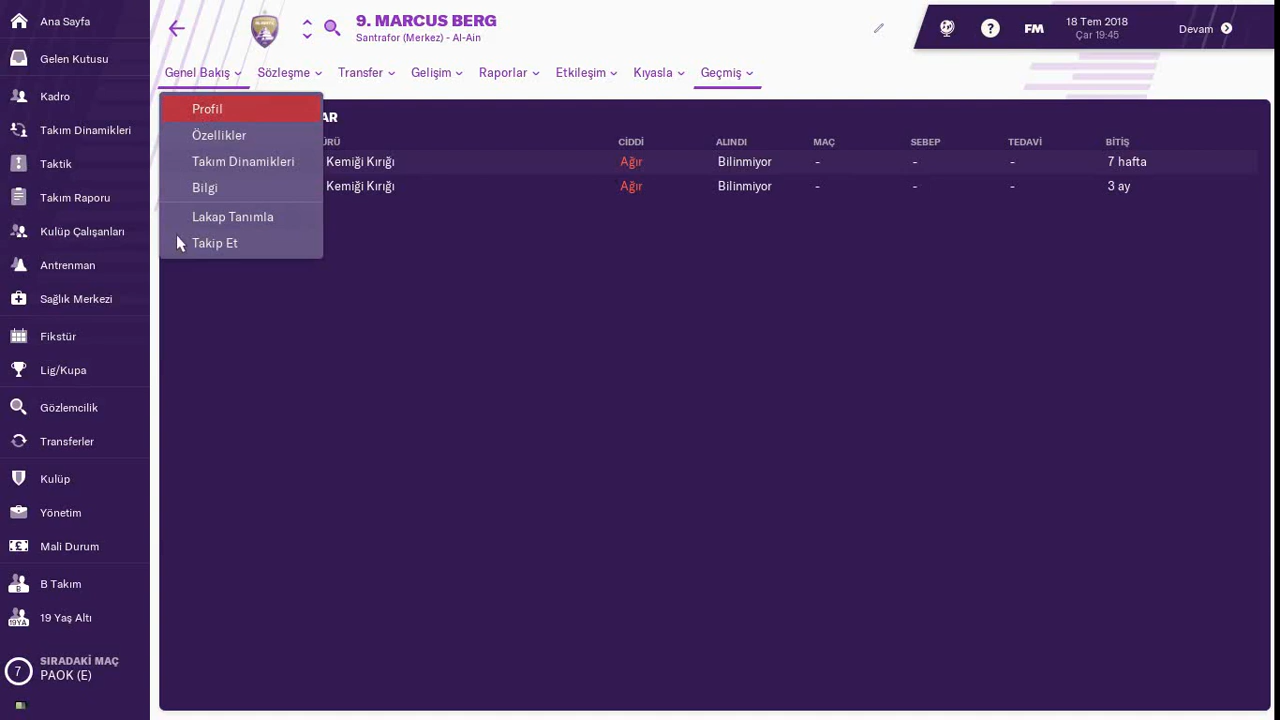 Ana Sayfa
Gelen Kutusu
Kadro
Takım Dinamikleri
Taktik
Takım Raporu
Kulüp Çalışanları
Antrenman
Sağlık Merkezi
Fikstür
Lig/Kupa
Gözlemcilik
Transferler
Kulüp
Yönetim
Mali Durum
B Takım
B
19 Yaş Altı
19YA
7
SIRADAKİ MAÇ
PAOK (E)
9. MARCUS BERG
Santrafor (Merkez) - Al-Ain
? FM
18 Tem 2018
Çar 19:45
Devam
Genel Bakış Sözleşme Transfer Gelişim Raporlar Etkileşim Kıyasla Geçmiş
Profil
Özellikler
Takım Dinamikleri
Bilgi
Lakap Tanımla
Takip Et
AR
ÜRÜ CİDDİ ALINDI MAÇ SEBEP TEDAVİ BİTİŞ
Kemiği Kırığı Ağır Bilinmiyor - - - 7 hafta
Kemiği Kırığı Ağır Bilinmiyor - - - 3 ay